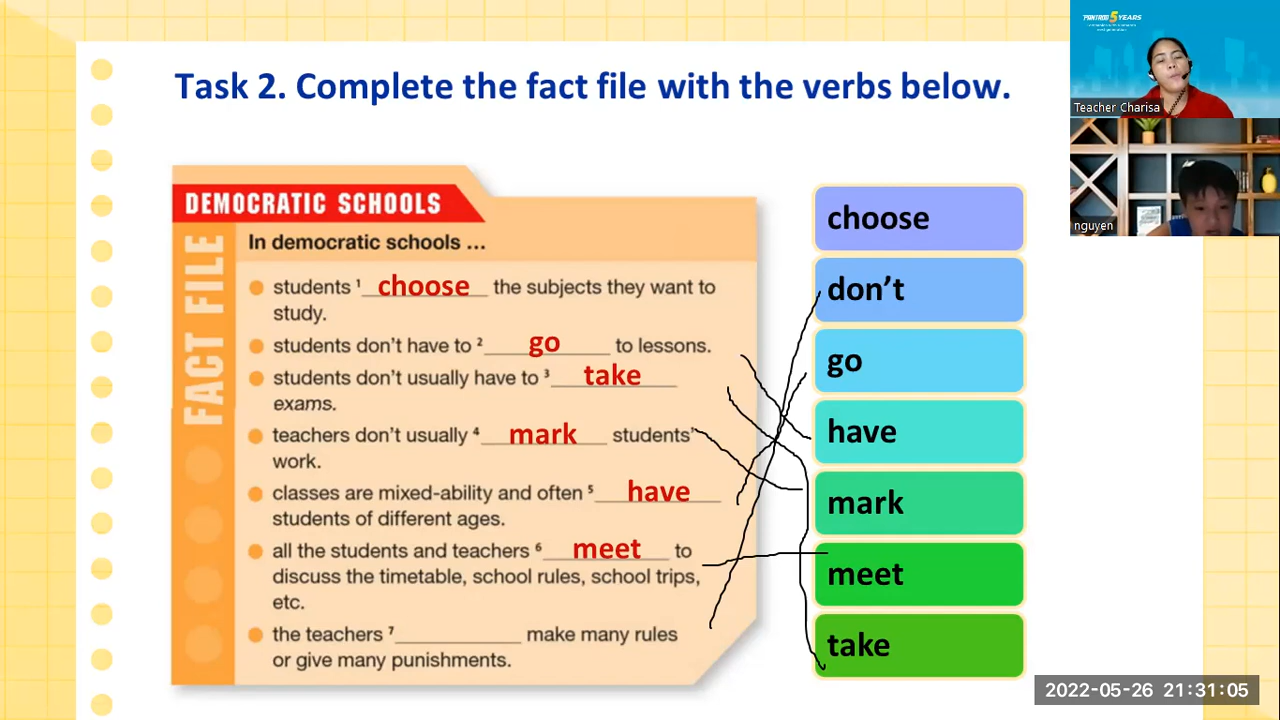 Task 2. Complete the fact file with the verbs below.
DEMOCRATIC SCHOOLS
FACT FILE
In democratic schools ...
students ¹ choose the subjects they want to
study.
students don't have to ² go to lessons.
students don't usually have to ³ take
exams.
teachers don't usually ⁴ mark students'
work.
classes are mixed-ability and often ⁵ have
students of different ages.
all the students and teachers ⁶ meet to
discuss the timetable, school rules, school trips,
etc.
the teachers ⁷ __________ make many rules
or give many punishments.
choose
don't
go
have
mark
meet
take
5 YEARS
Teacher Charisa
nguyen
2022-05-26 21:31:05